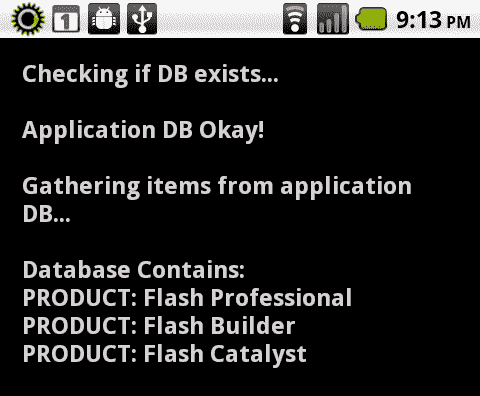 1
9:13 PM
Checking if DB exists...
Application DB Okay!
Gathering items from application
DB...
Database Contains:
PRODUCT: Flash Professional
PRODUCT: Flash Builder
PRODUCT: Flash Catalyst